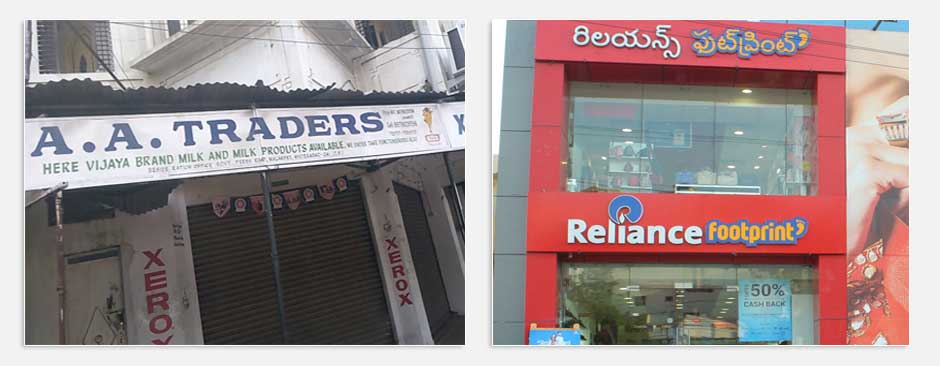 A.A. TRADERS
HERE VIJAYA BRAND MILK AND MILK PRODUCTS AVAILABLE.
XEROX
XEROX
X
రిలయన్స్ ఫుట్‌ప్రింట్
Reliance footprint
50%
CASH BACK